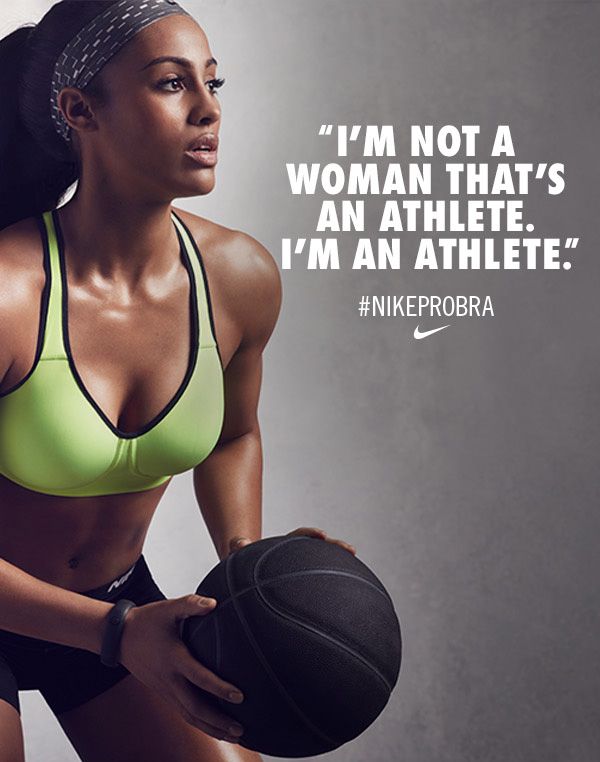 “I’M NOT A
WOMAN THAT’S
AN ATHLETE.
I’M AN ATHLETE.”
#NIKEPROBRA